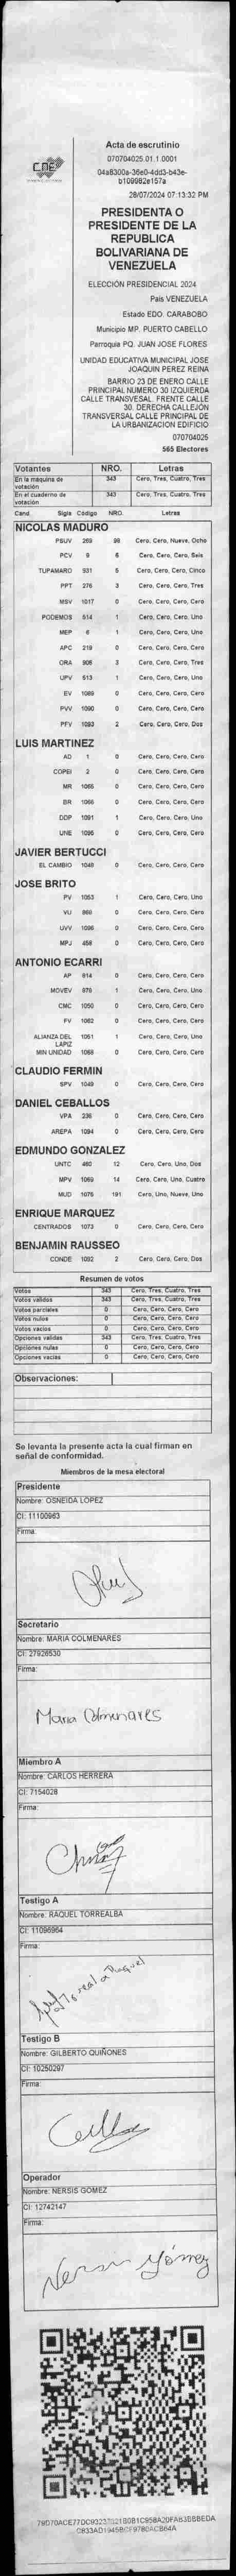 CNE
Acta de escrutinio
070704025.01.1.0001
04a8300a-36e0-4dd3-b43e-
b109982e157a
28/07/2024 07:13:32 PM
PRESIDENTA O
PRESIDENTE DE LA
REPUBLICA
BOLIVARIANA DE
VENEZUELA
ELECCIÓN PRESIDENCIAL 2024
País VENEZUELA
Estado EDO. CARABOBO
Municipio MP. PUERTO CABELLO
Parroquia PQ. JUAN JOSE FLORES
UNIDAD EDUCATIVA MUNICIPAL JOSE
JOAQUIN PEREZ REINA
BARRIO 23 DE ENERO CALLE
PRINCIPAL NUMERO 30 IZQUIERDA
CALLE TRANSVESAL. FRENTE CALLE
30. DERECHA CALLEJÓN
TRANSVERSAL CALLE PRINCIPAL DE
LA URBANIZACION EDIFICIO
070704025
565 Electores
Votantes NRO. Letras
En la máquina de votación 343 Cero, Tres, Cuatro, Tres
En el cuaderno de votación 343 Cero, Tres, Cuatro, Tres
Cand Sigla Código NRO. Letras
NICOLAS MADURO
PSUV 269 98 Cero, Cero, Nueve, Ocho
PCV 9 6 Cero, Cero, Cero, Seis
TUPAMARO 931 5 Cero, Cero, Cero, Cinco
PPT 276 3 Cero, Cero, Cero, Tres
MSV 1017 0 Cero, Cero, Cero, Cero
PODEMOS 514 1 Cero, Cero, Cero, Uno
MEP 6 1 Cero, Cero, Cero, Uno
APC 219 0 Cero, Cero, Cero, Cero
ORA 906 3 Cero, Cero, Cero, Tres
UPV 513 1 Cero, Cero, Cero, Uno
EV 1089 0 Cero, Cero, Cero, Cero
PVV 1090 0 Cero, Cero, Cero, Cero
PFV 1093 2 Cero, Cero, Cero, Dos
LUIS MARTINEZ
AD 1 0 Cero, Cero, Cero, Cero
COPEI 2 0 Cero, Cero, Cero, Cero
MR 1065 0 Cero, Cero, Cero, Cero
BR 1066 0 Cero, Cero, Cero, Cero
DDP 1091 1 Cero, Cero, Cero, Uno
UNE 1095 0 Cero, Cero, Cero, Cero
JAVIER BERTUCCI
EL CAMBIO 1048 0 Cero, Cero, Cero, Cero
JOSE BRITO
PV 1053 1 Cero, Cero, Cero, Uno
VU 868 0 Cero, Cero, Cero, Cero
UVV 1096 0 Cero, Cero, Cero, Cero
MPJ 458 0 Cero, Cero, Cero, Cero
ANTONIO ECARRI
AP 814 0 Cero, Cero, Cero, Cero
MOVEV 979 1 Cero, Cero, Cero, Uno
CMC 1050 0 Cero, Cero, Cero, Cero
FV 1062 0 Cero, Cero, Cero, Cero
ALIANZA DEL LAPIZ 1051 1 Cero, Cero, Cero, Uno
MIN UNIDAD 1068 0 Cero, Cero, Cero, Cero
CLAUDIO FERMIN
SPV 1049 0 Cero, Cero, Cero, Cero
DANIEL CEBALLOS
VPA 236 0 Cero, Cero, Cero, Cero
AREPA 1094 0 Cero, Cero, Cero, Cero
EDMUNDO GONZALEZ
UNTC 460 12 Cero, Cero, Uno, Dos
MPV 1069 14 Cero, Cero, Uno, Cuatro
MUD 1076 191 Cero, Uno, Nueve, Uno
ENRIQUE MARQUEZ
CENTRADOS 1073 0 Cero, Cero, Cero, Cero
BENJAMIN RAUSSEO
CONDE 1092 2 Cero, Cero, Cero, Dos
Resumen de votos
Votos 343 Cero, Tres, Cuatro, Tres
Votos válidos 343 Cero, Tres, Cuatro, Tres
Votos parciales 0 Cero, Cero, Cero, Cero
Votos nulos 0 Cero, Cero, Cero, Cero
Votos vacíos 0 Cero, Cero, Cero, Cero
Opciones válidas 343 Cero, Tres, Cuatro, Tres
Opciones nulas 0 Cero, Cero, Cero, Cero
Opciones vacías 0 Cero, Cero, Cero, Cero
Observaciones:
Se levanta la presente acta la cual firman en
señal de conformidad.
Miembros de la mesa electoral
Presidente
Nombre: OSNEIDA LOPEZ
CI: 11100963
Firma:
Secretario
Nombre: MARIA COLMENARES
CI: 27926530
Firma:
Maria Colmenares
Miembro A
Nombre: CARLOS HERRERA
CI: 7154028
Firma:
Testigo A
Nombre: RAQUEL TORREALBA
CI: 11096964
Firma:
Testigo B
Nombre: GILBERTO QUIÑONES
CI: 10250297
Firma:
Operador
Nombre: NERSIS GOMEZ
CI: 12742147
Firma:
Nersis Gómez